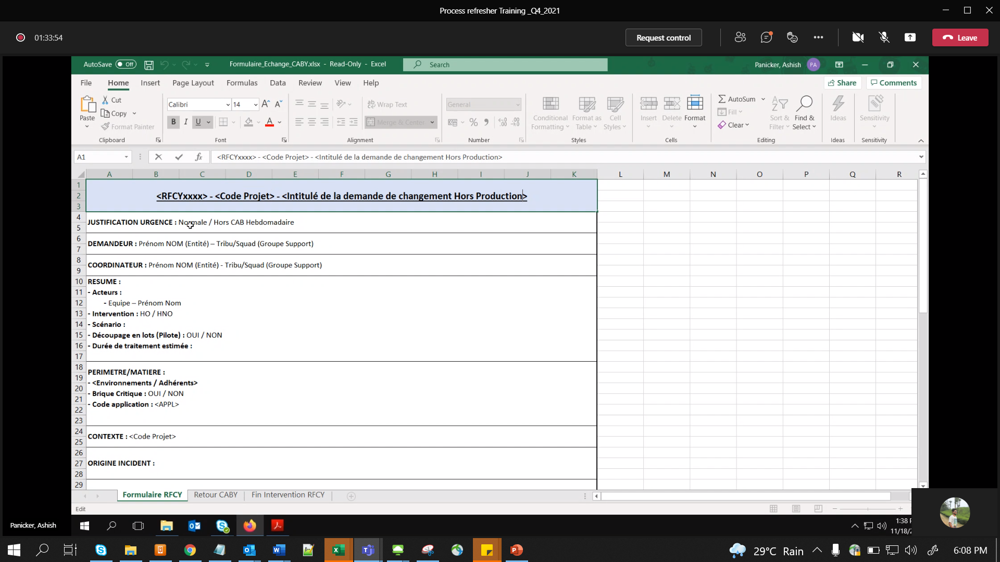 Process refresher Training _Q4_2021
01:33:54
Request control
Leave
AutoSave Off
Formulaire_Echange_CABY.xlsx - Read-Only - Excel
Search
Panicker, Ashish PA
File Home Insert Page Layout Formulas Data Review View Help
Share Comments
Paste
Cut
Copy
Format Painter
Clipboard
Calibri 14
B I U
Font
Wrap Text
Merge & Center
Alignment
General
Number
Conditional Formatting
Format as Table
Cell Styles
Styles
Insert Delete Format
Cells
AutoSum
Fill
Clear
Sort & Filter
Find & Select
Editing
Ideas
Ideas
Sensitivity
Sensitivity
A1
fx
<RFCYxxxx> - <Code Projet> - <Intitulé de la demande de changement Hors Production>
A B C D E F G H I J K L M N O P Q R
1
2 <RFCYxxxx> - <Code Projet> - <Intitulé de la demande de changement Hors Production>
3
4 JUSTIFICATION URGENCE : Normale / Hors CAB Hebdomadaire
5
6 DEMANDEUR : Prénom NOM (Entité) – Tribu/Squad (Groupe Support)
7
8 COORDINATEUR : Prénom NOM (Entité) - Tribu/Squad (Groupe Support)
9
10 RESUME :
11 - Acteurs :
12 - Equipe – Prénom Nom
13 - Intervention : HO / HNO
14 - Scénario :
15 - Découpage en lots (Pilote) : OUI / NON
16 - Durée de traitement estimée :
17
18 PERIMETRE/MATIERE :
19 - <Environnements / Adhérents>
20 - Brique Critique : OUI / NON
21 - Code application : <APPL>
22
23
24 CONTEXTE : <Code Projet>
25
26
27 ORIGINE INCIDENT :
28
29
Formulaire RFCY Retour CABY Fin Intervention RFCY
Edit
Panicker, Ashish
1:38
11/18/2
29°C Rain
6:08 PM